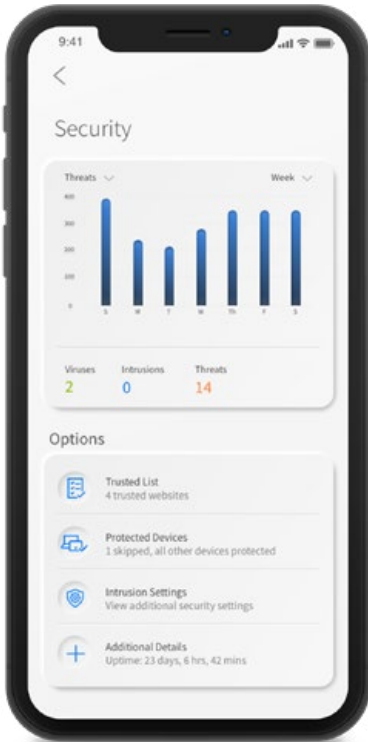 9:41
Security
Threats Week
400
300
200
100
0
S M T W Th F S
Viruses Intrusions Threats
2 0 14
Options
Trusted List
4 trusted websites
Protected Devices
1 skipped, all other devices protected
Intrusion Settings
View additional security settings
Additional Details
Uptime: 23 days, 6 hrs, 42 mins